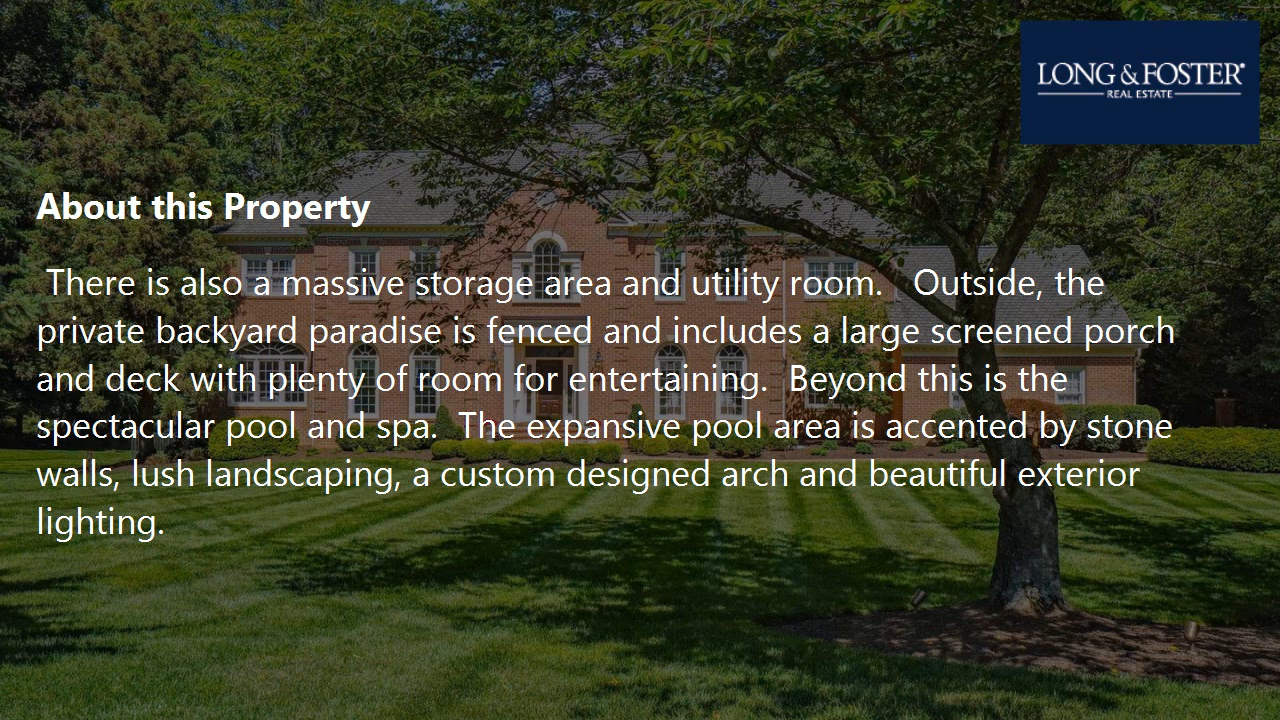 LONG & FOSTER®
REAL ESTATE
About this Property
There is also a massive storage area and utility room.   Outside, the
private backyard paradise is fenced and includes a large screened porch
and deck with plenty of room for entertaining.  Beyond this is the
spectacular pool and spa.  The expansive pool area is accented by stone
walls, lush landscaping, a custom designed arch and beautiful exterior
lighting.